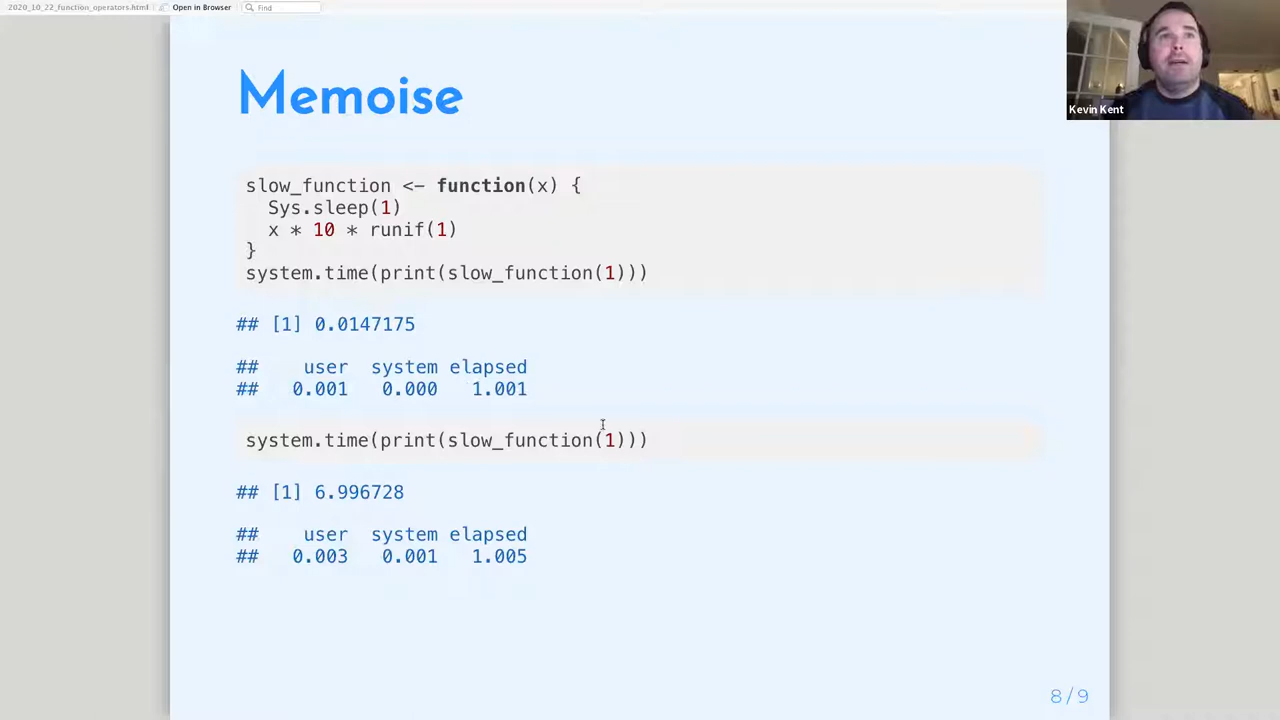 2020_10_22_function_operators.html Open in Browser Find
Kevin Kent
Memoise
slow_function <- function(x) {
  Sys.sleep(1)
  x * 10 * runif(1)
}
system.time(print(slow_function(1)))
## [1] 0.0147175
##    user  system elapsed
##   0.001   0.000   1.001
system.time(print(slow_function(1)))
## [1] 6.996728
##    user  system elapsed
##   0.003   0.001   1.005
8 / 9